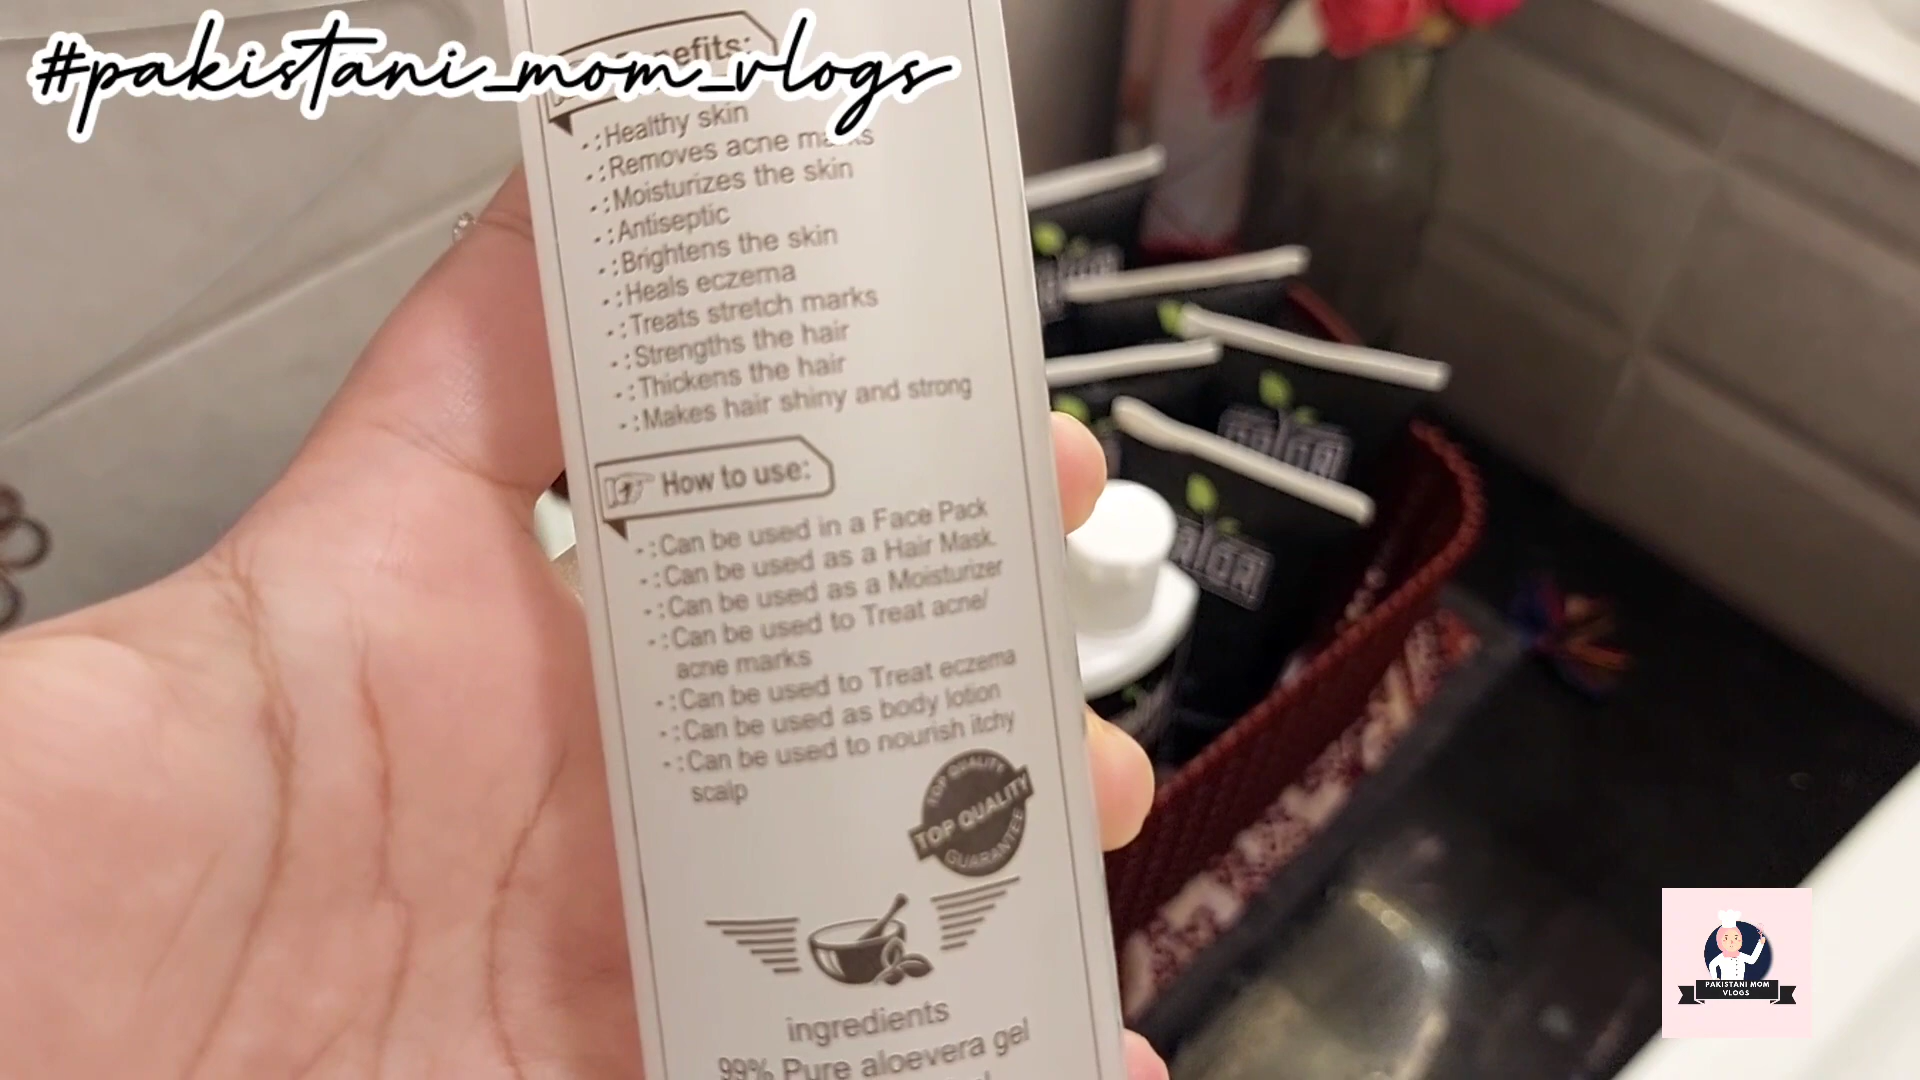 #pakistani_mom_vlogs
Benefits:
-:Healthy skin
-:Removes acne marks
-:Moisturizes the skin
-:Antiseptic
-:Brightens the skin
-:Heals eczema
-:Treats stretch marks
-:Strengths the hair
-:Thickens the hair
-:Makes hair shiny and strong
How to use:
-:Can be used in a Face Pack
-:Can be used as a Hair Mask.
-:Can be used as a Moisturizer
-:Can be used to Treat acne/
acne marks
-:Can be used to Treat eczema
-:Can be used as body lotion
-:Can be used to nourish itchy
scalp
TOP QUALITY
TOP QUALITY
GUARANTEE
ingredients
99% Pure aloevera gel
PAKISTANI MOM
VLOGS